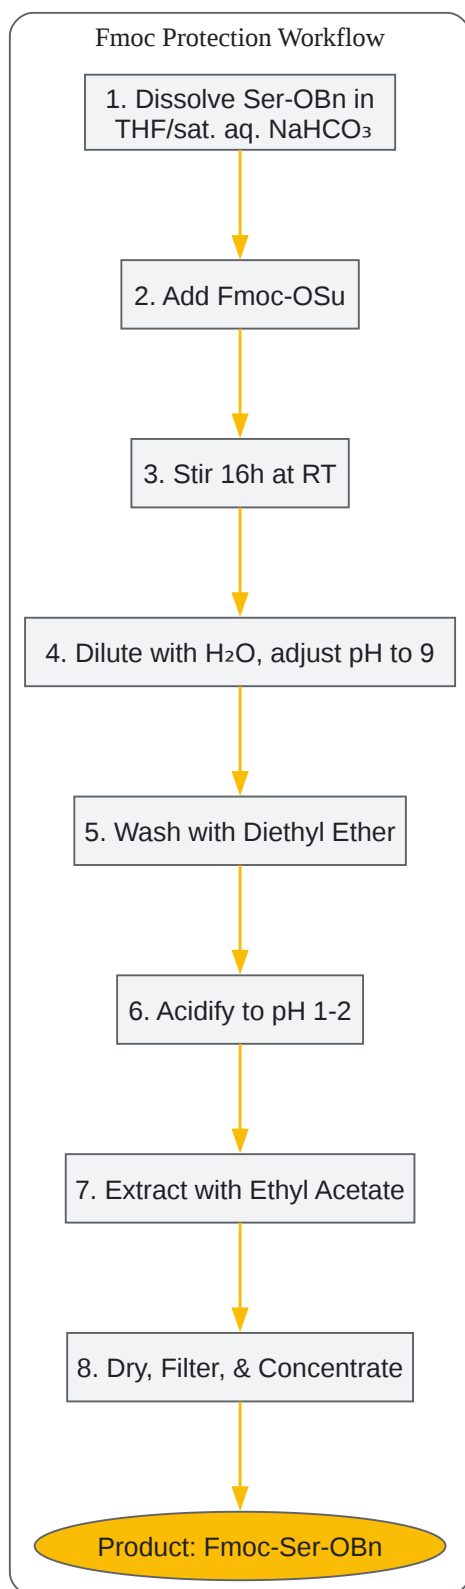 Fmoc Protection Workflow
1. Dissolve Ser-OBn in
THF/sat. aq. NaHCO₃
2. Add Fmoc-OSu
3. Stir 16h at RT
4. Dilute with H₂O, adjust pH to 9
5. Wash with Diethyl Ether
6. Acidify to pH 1-2
7. Extract with Ethyl Acetate
8. Dry, Filter, & Concentrate
Product: Fmoc-Ser-OBn